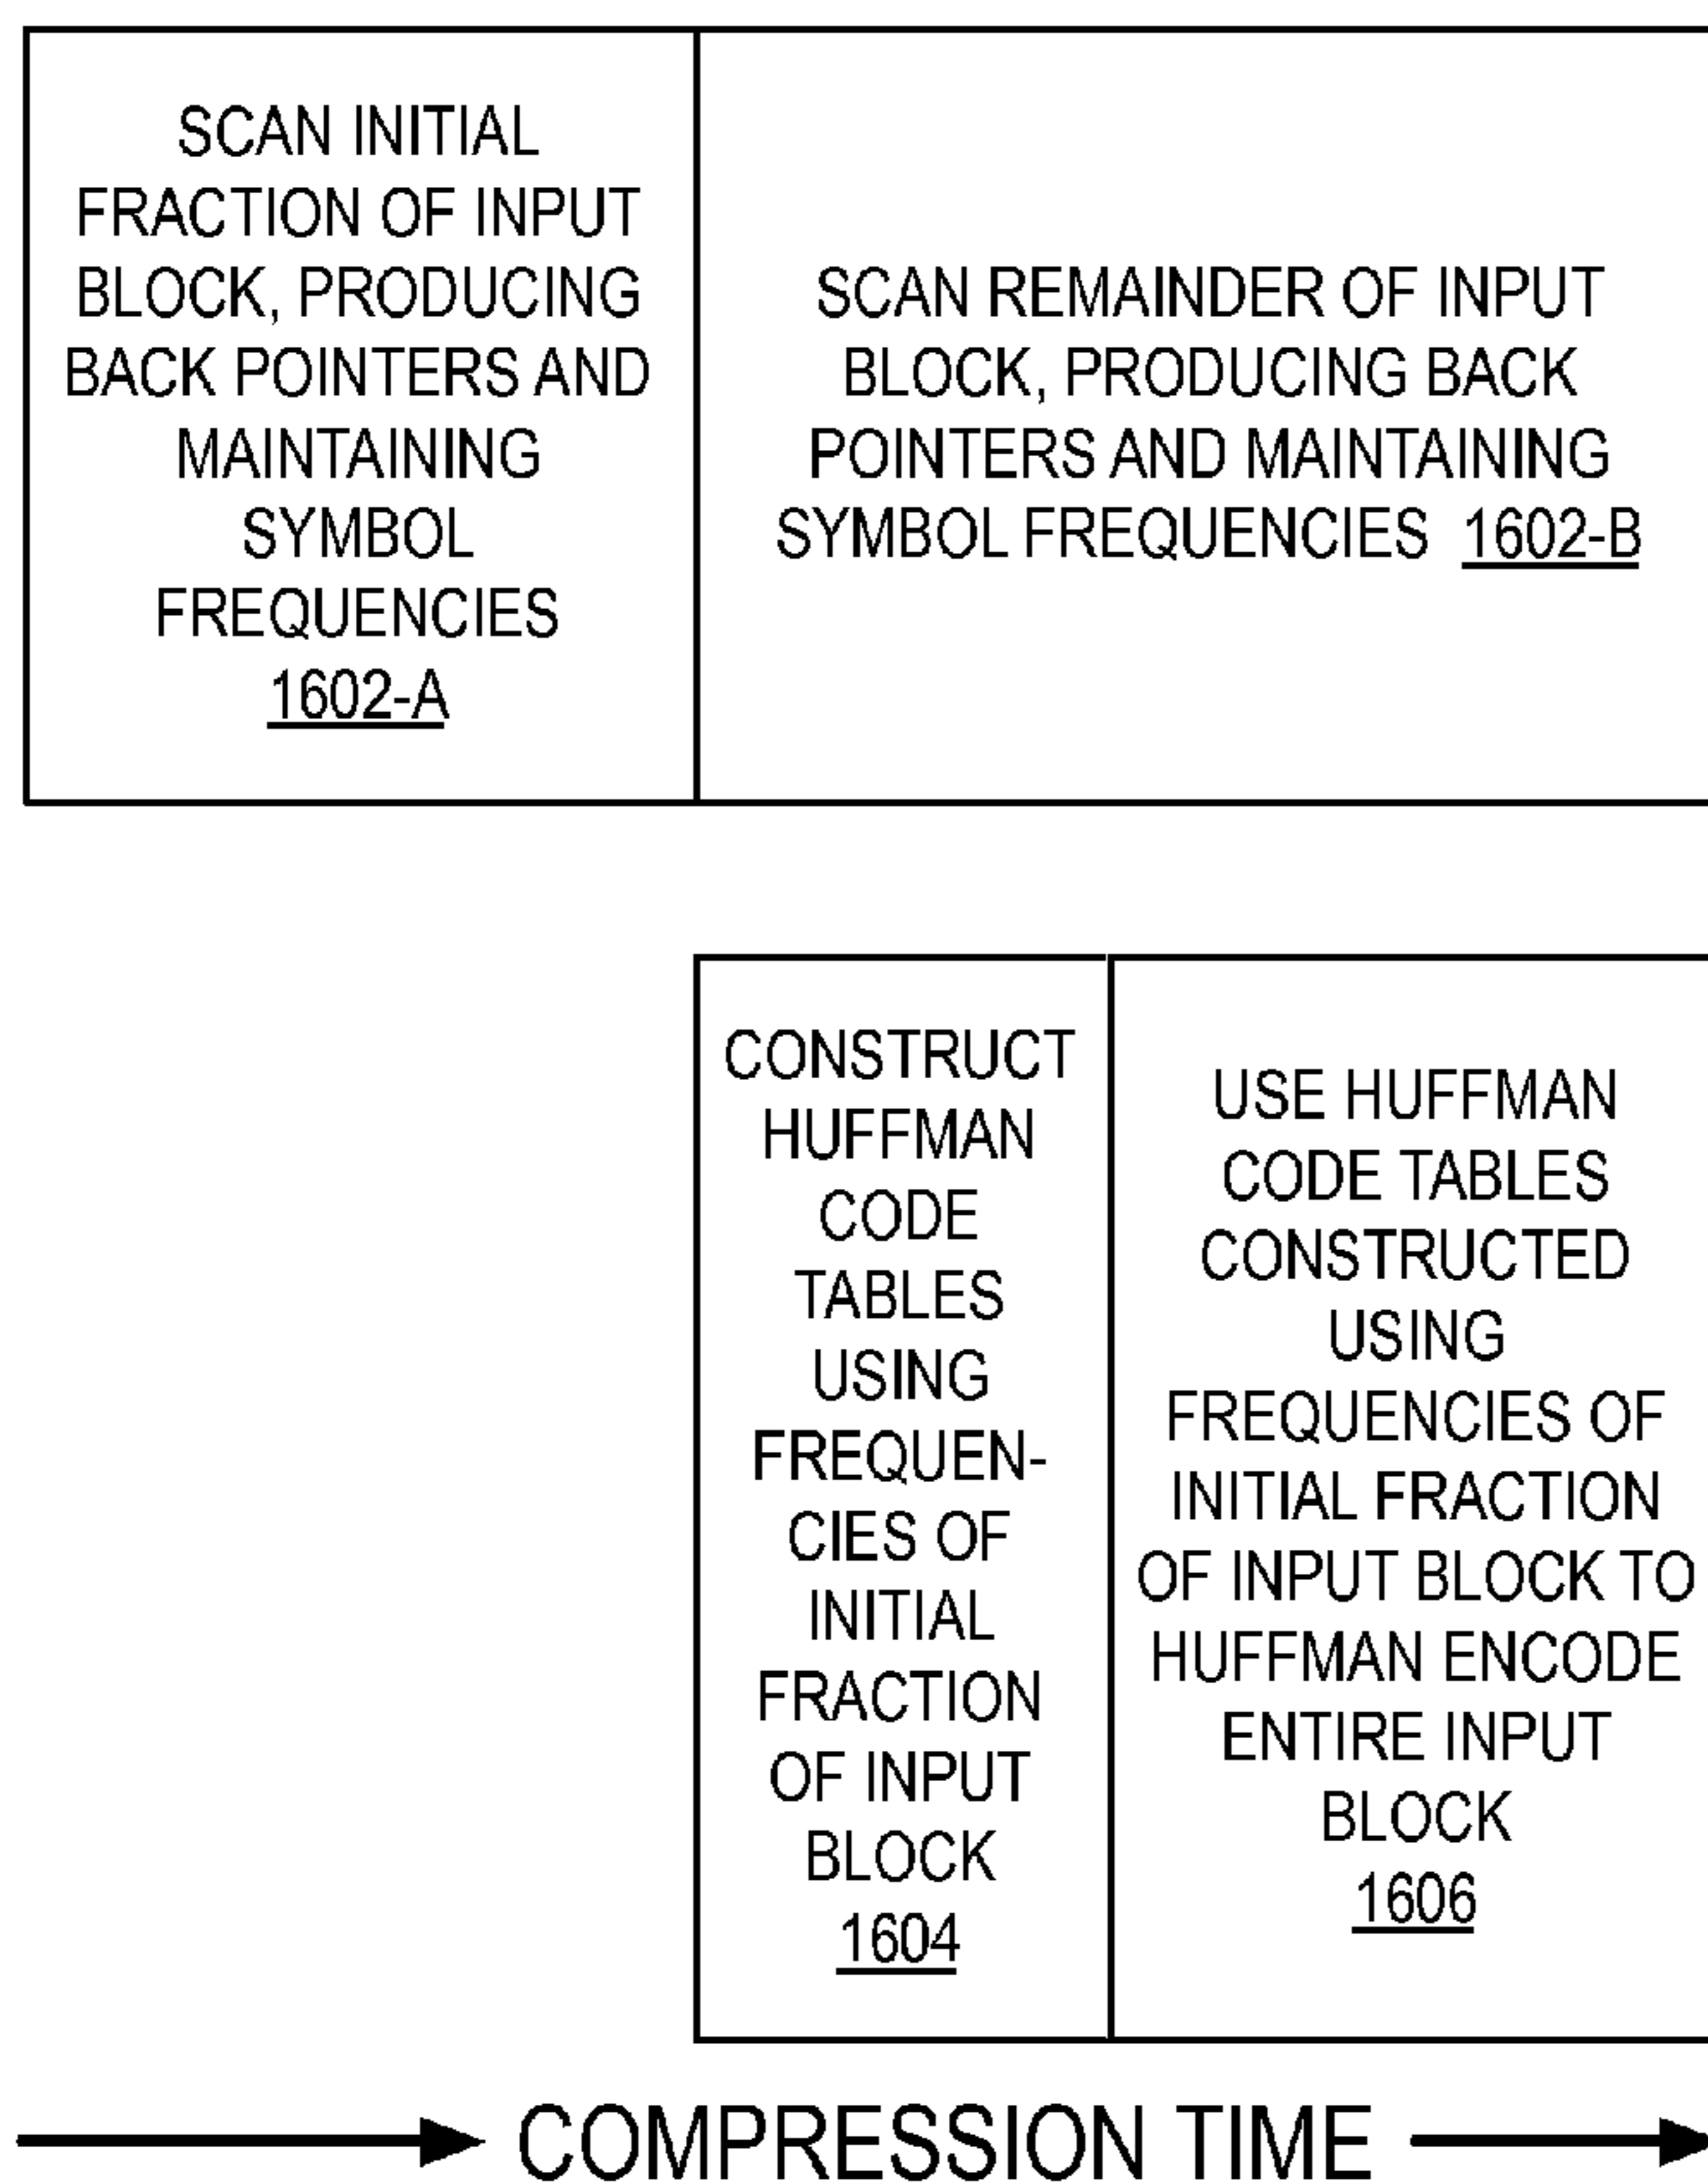 SCAN INITIAL
FRACTION OF INPUT
BLOCK, PRODUCING
BACK POINTERS AND
MAINTAINING
SYMBOL
FREQUENCIES
1602-A
SCAN REMAINDER OF INPUT
BLOCK, PRODUCING BACK
POINTERS AND MAINTAINING
SYMBOL FREQUENCIES 1602-B
CONSTRUCT
HUFFMAN
CODE
TABLES
USING
FREQUEN-
CIES OF
INITIAL
FRACTION
OF INPUT
BLOCK
1604
USE HUFFMAN
CODE TABLES
CONSTRUCTED
USING
FREQUENCIES OF
INITIAL FRACTION
OF INPUT BLOCK TO
HUFFMAN ENCODE
ENTIRE INPUT
BLOCK
1606
COMPRESSION TIME